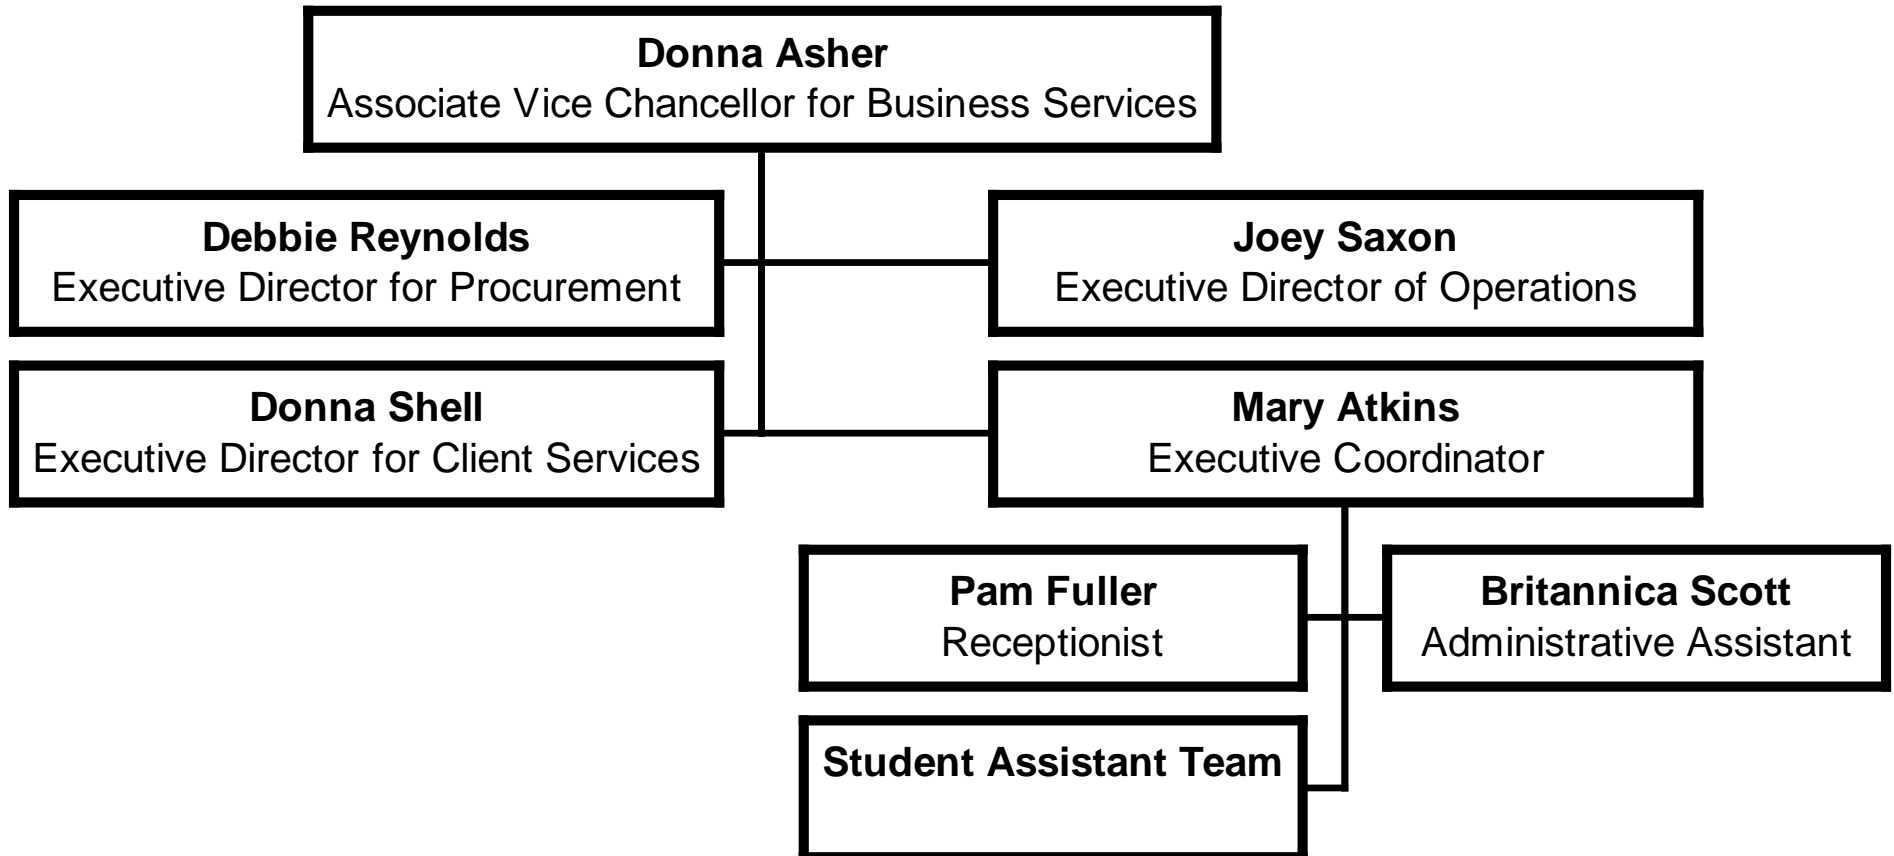 Donna Asher
Associate Vice Chancellor for Business Services
Debbie Reynolds
Executive Director for Procurement
Joey Saxon
Executive Director of Operations
Donna Shell
Executive Director for Client Services
Mary Atkins
Executive Coordinator
Pam Fuller
Receptionist
Britannica Scott
Administrative Assistant
Student Assistant Team